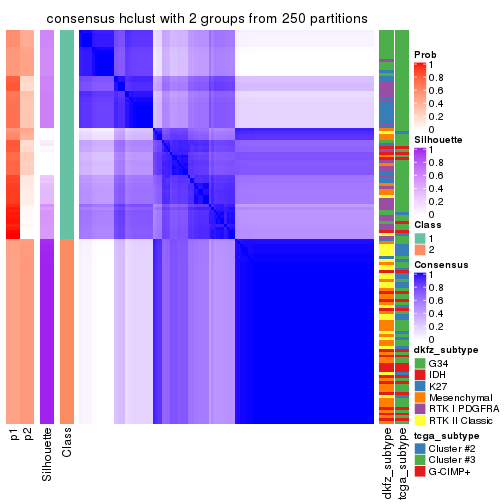 consensus hclust with 2 groups from 250 partitions
Prob
1
0.8
0.6
0.4
0.2
0
Silhouette
1
0.8
0.6
0.4
0.2
0
Class
1
2
Consensus
1
0.8
0.6
0.4
0.2
0
dkfz_subtype
G34
IDH
K27
Mesenchymal
RTK I PDGFRA
RTK II Classic
tcga_subtype
Cluster #2
Cluster #3
G-CIMP+
p1
p2
Silhouette
Class
dkfz_subtype
tcga_subtype